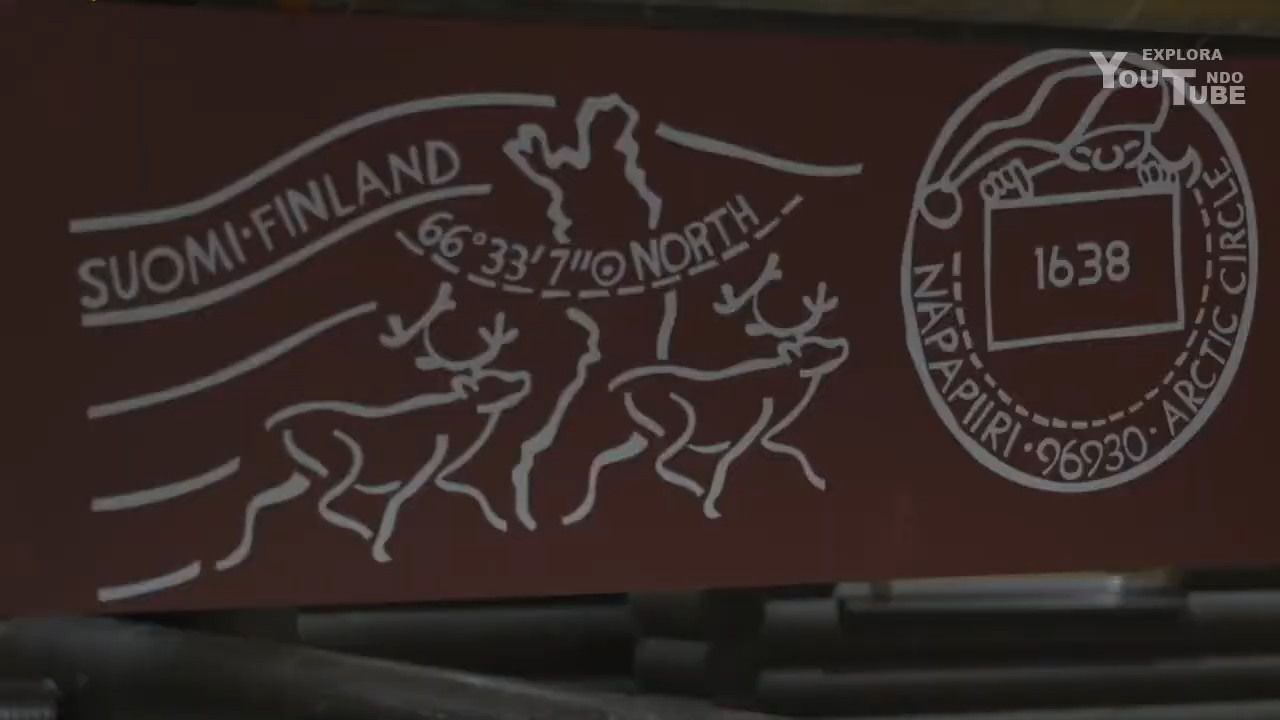 EXPLORA
YOUTUBE
NDO
SUOMI·FINLAND
66°33'7"⊙NORTH
1638
NAPAPIIRI·96930·ARCTIC CIRCLE